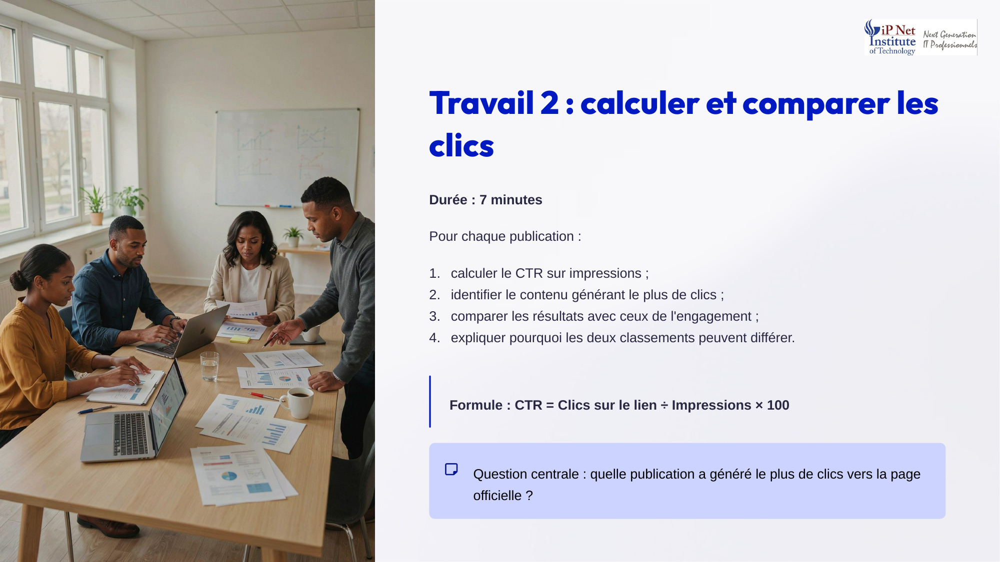 iP Net
Institute
of Technology
Next Generation
IT Professionnels
Travail 2 : calculer et comparer les
clics
Durée : 7 minutes
Pour chaque publication :
1. calculer le CTR sur impressions ;
2. identifier le contenu générant le plus de clics ;
3. comparer les résultats avec ceux de l'engagement ;
4. expliquer pourquoi les deux classements peuvent différer.
Formule : CTR = Clics sur le lien ÷ Impressions × 100
Question centrale : quelle publication a généré le plus de clics vers la page
officielle ?